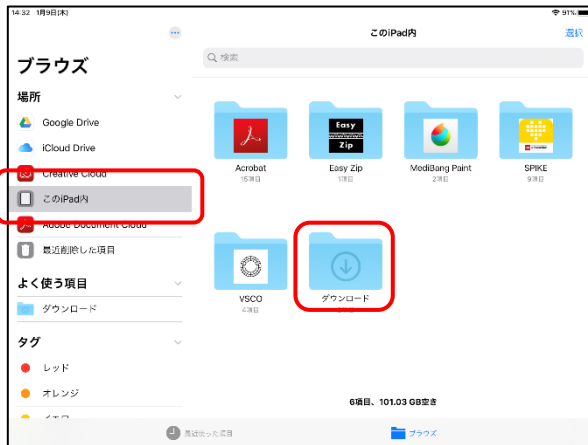 14:32 1月9日(木)
91%
ブラウズ
場所
Google Drive
iCloud Drive
Creative Cloud
このiPad内
Adobe Document Cloud
最近削除した項目
よく使う項目
ダウンロード
タグ
レッド
オレンジ
イエロー
このiPad内
選択
検索
Acrobat
15項目
Easy
Zip
Easy Zip
1項目
MediBang Paint
2項目
SPIKE
9項目
VSCO
4項目
ダウンロード
6項目、101.03 GB空き
最近使った項目
ブラウズ